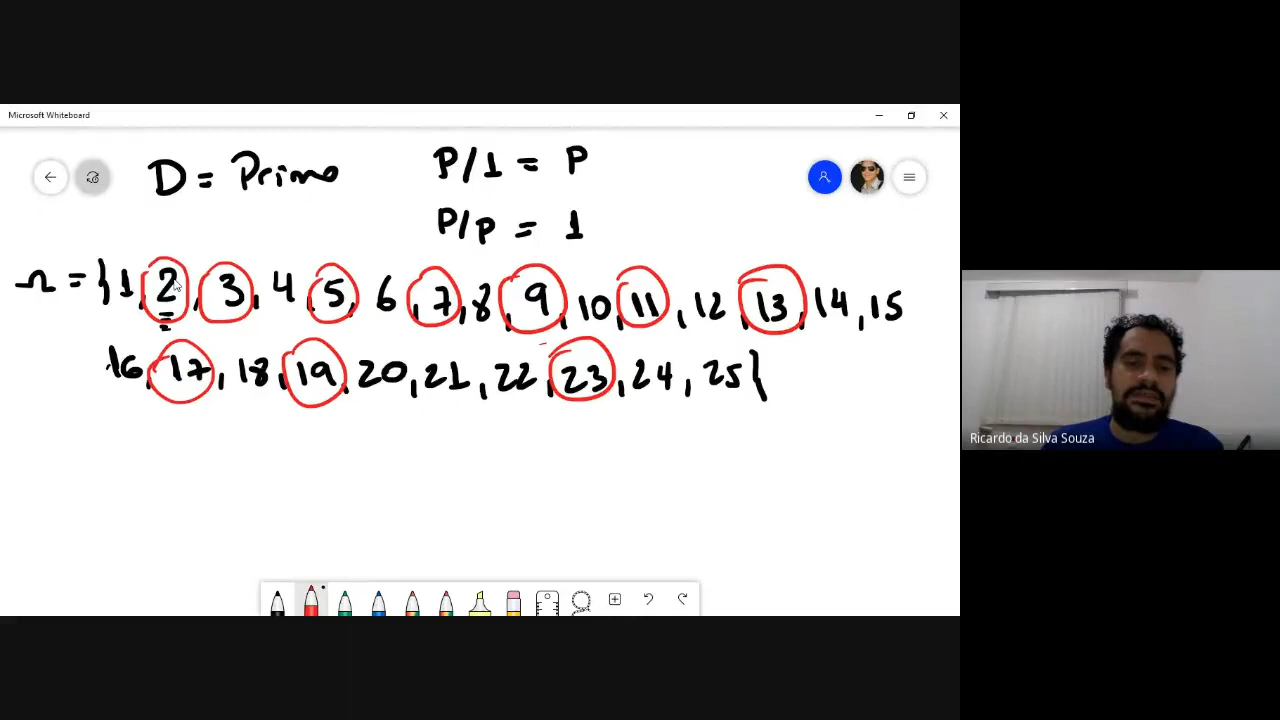 Microsoft Whiteboard
D = Primo
P/1 = P
P/P = 1
Ω = {1, 2, 3, 4, 5, 6, 7, 8, 9, 10, 11, 12, 13, 14, 15
16, 17, 18, 19, 20, 21, 22, 23, 24, 25}
Ricardo da Silva Souza